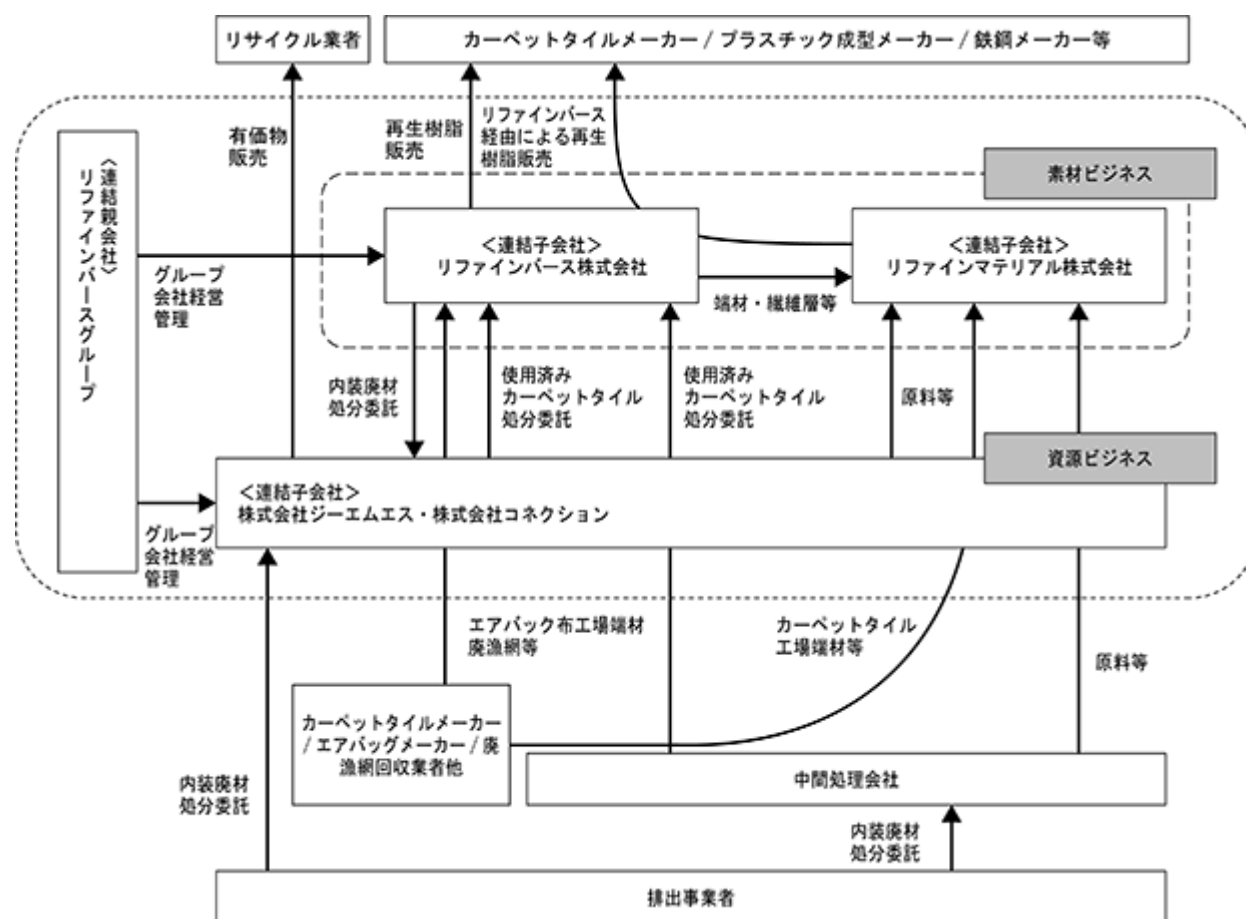 リサイクル業者
カーペットタイルメーカー / プラスチック成型メーカー / 鉄鋼メーカー等
有価物
販売
再生樹脂
販売
リファインバース
経由による再生
樹脂販売
素材ビジネス
〈連結親会社〉
リファインバースグループ
グループ
会社経営
管理
＜連結子会社＞
リファインバース株式会社
＜連結子会社＞
リファインマテリアル株式会社
端材・繊維層等
内装廃材
処分委託
使用済み
カーペットタイル
処分委託
使用済み
カーペットタイル
処分委託
原料等
資源ビジネス
＜連結子会社＞
株式会社ジーエムエス・株式会社コネクション
グループ
会社経営
管理
エアバック布工場端材
廃漁網等
カーペットタイル
工場端材等
原料等
カーペットタイルメーカー
/ エアバッグメーカー / 廃
漁網回収業者他
中間処理会社
内装廃材
処分委託
内装廃材
処分委託
排出事業者